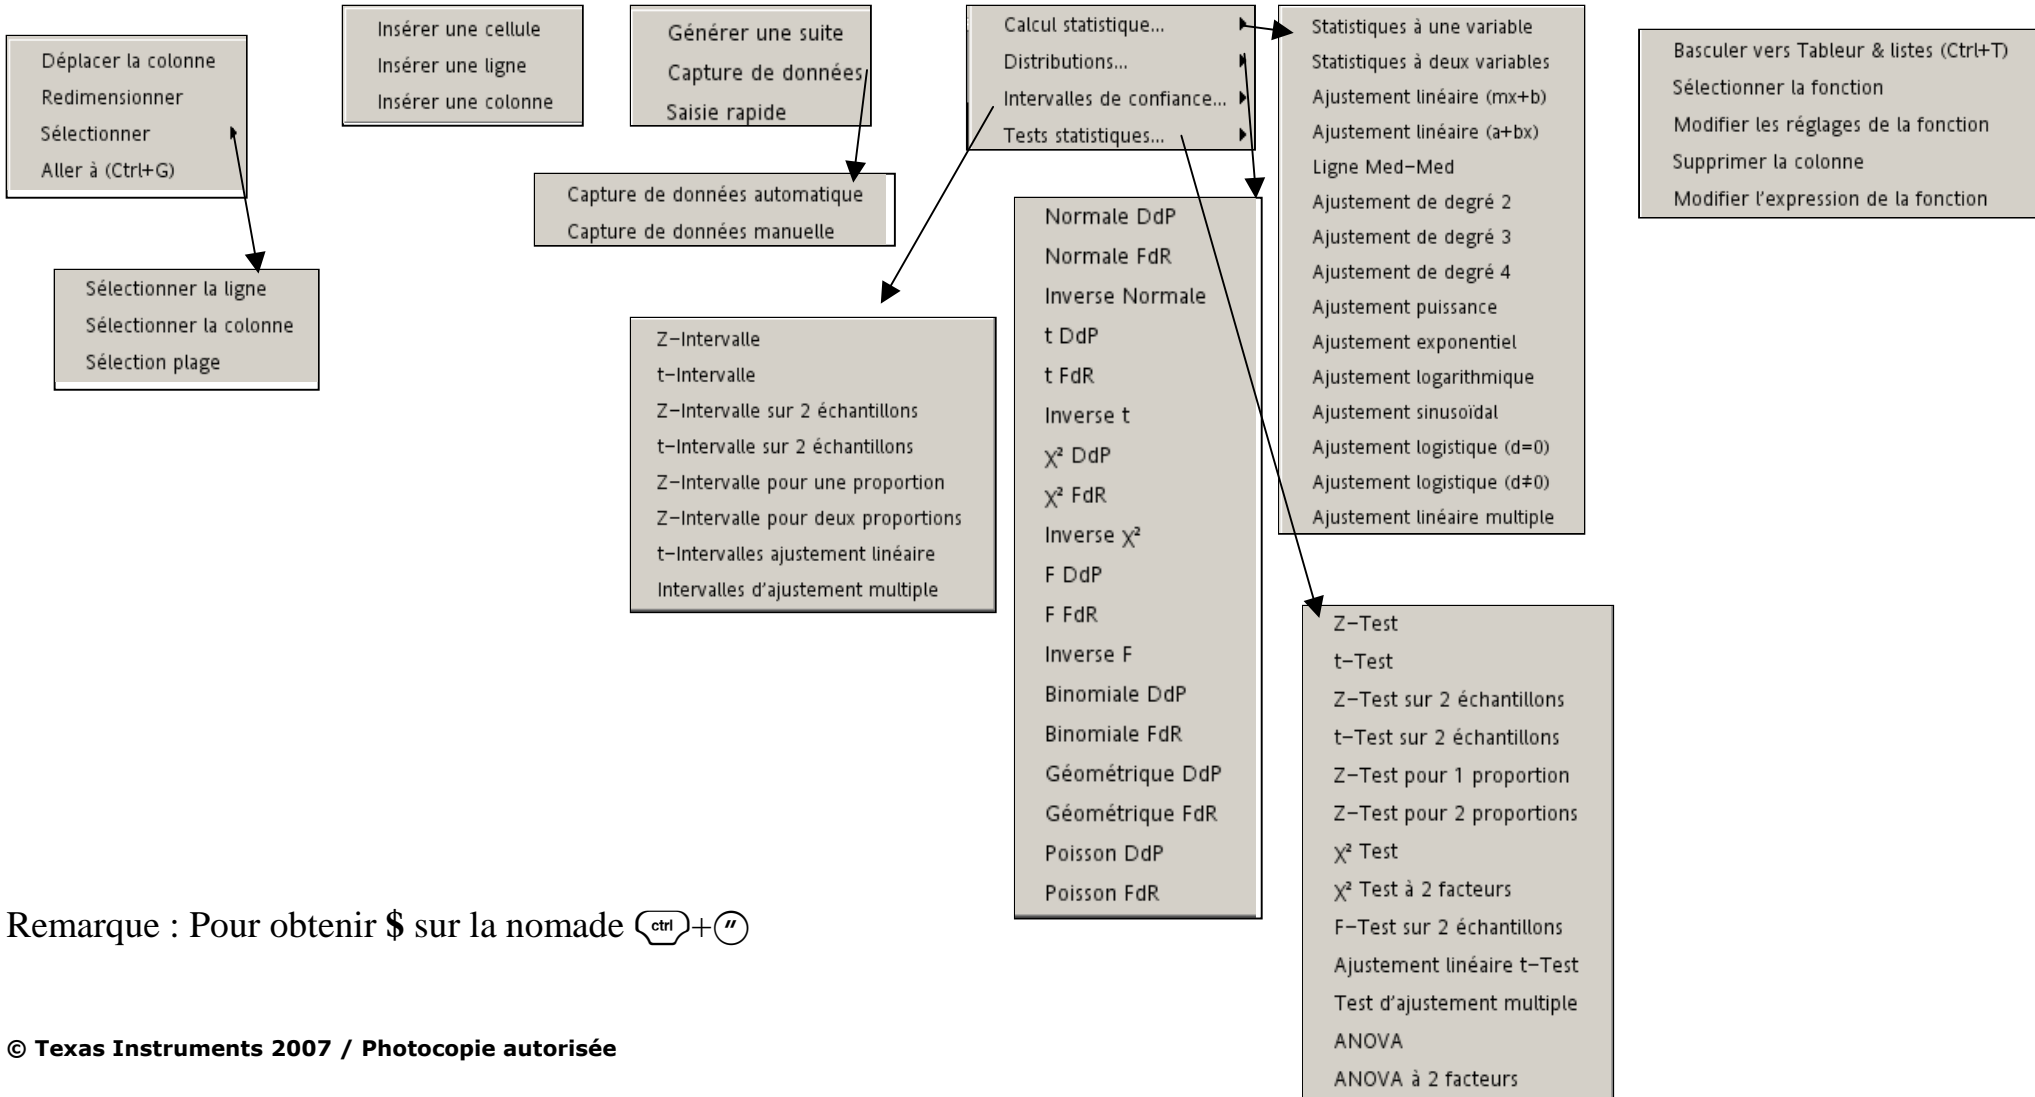 Déplacer la colonne
Redimensionner
Sélectionner
Aller à (Ctrl+G)
Sélectionner la ligne
Sélectionner la colonne
Sélection plage
Insérer une cellule
Insérer une ligne
Insérer une colonne
Générer une suite
Capture de données
Saisie rapide
Capture de données automatique
Capture de données manuelle
Calcul statistique...
Distributions...
Intervalles de confiance...
Tests statistiques...
Z-Intervalle
t-Intervalle
Z-Intervalle sur 2 échantillons
t-Intervalle sur 2 échantillons
Z-Intervalle pour une proportion
Z-Intervalle pour deux proportions
t-Intervalles ajustement linéaire
Intervalles d'ajustement multiple
Normale DdP
Normale FdR
Inverse Normale
t DdP
t FdR
Inverse t
χ² DdP
χ² FdR
Inverse χ²
F DdP
F FdR
Inverse F
Binomiale DdP
Binomiale FdR
Géométrique DdP
Géométrique FdR
Poisson DdP
Poisson FdR
Statistiques à une variable
Statistiques à deux variables
Ajustement linéaire (mx+b)
Ajustement linéaire (a+bx)
Ligne Med-Med
Ajustement de degré 2
Ajustement de degré 3
Ajustement de degré 4
Ajustement puissance
Ajustement exponentiel
Ajustement logarithmique
Ajustement sinusoïdal
Ajustement logistique (d=0)
Ajustement logistique (d≠0)
Ajustement linéaire multiple
Z-Test
t-Test
Z-Test sur 2 échantillons
t-Test sur 2 échantillons
Z-Test pour 1 proportion
Z-Test pour 2 proportions
χ² Test
χ² Test à 2 facteurs
F-Test sur 2 échantillons
Ajustement linéaire t-Test
Test d'ajustement multiple
ANOVA
ANOVA à 2 facteurs
Basculer vers Tableur & listes (Ctrl+T)
Sélectionner la fonction
Modifier les réglages de la fonction
Supprimer la colonne
Modifier l'expression de la fonction
Remarque : Pour obtenir $ sur la nomade ctrl+"
© Texas Instruments 2007 / Photocopie autorisée